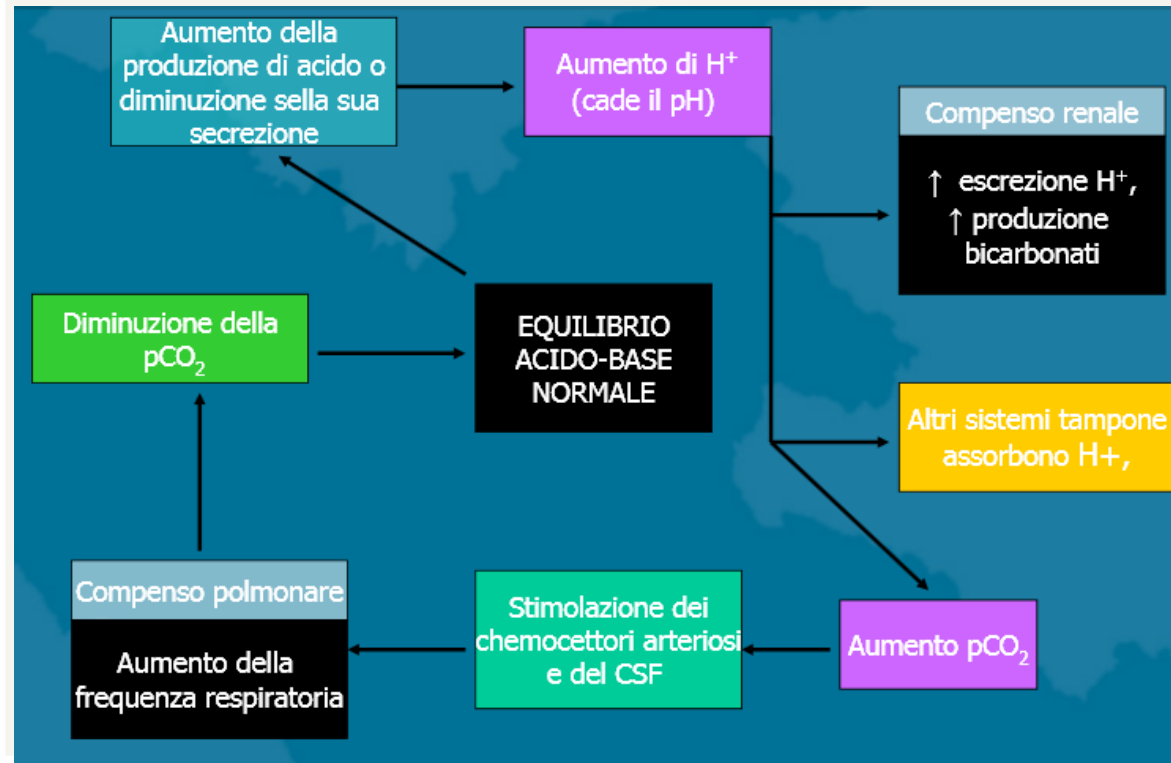 Aumento della
produzione di acido o
diminuzione sella sua
secrezione
Aumento di H⁺
(cade il pH)
Compenso renale
↑ escrezione H⁺,
↑ produzione
bicarbonati
Diminuzione della
pCO₂
EQUILIBRIO
ACIDO-BASE
NORMALE
Altri sistemi tampone
assorbono H+,
Compenso polmonare
Aumento della
frequenza respiratoria
Stimolazione dei
chemocettori arteriosi
e del CSF
Aumento pCO₂